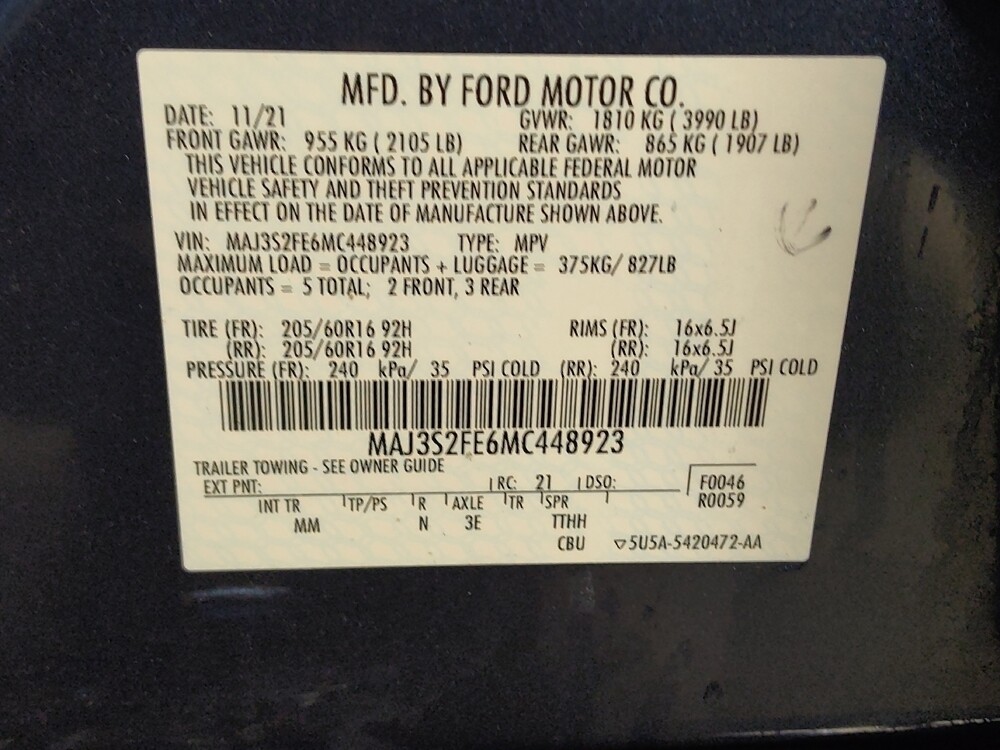 MFD. BY FORD MOTOR CO.
DATE: 11/21 GVWR: 1810 KG ( 3990 LB)
FRONT GAWR: 955 KG ( 2105 LB) REAR GAWR: 865 KG ( 1907 LB)
THIS VEHICLE CONFORMS TO ALL APPLICABLE FEDERAL MOTOR
VEHICLE SAFETY AND THEFT PREVENTION STANDARDS
IN EFFECT ON THE DATE OF MANUFACTURE SHOWN ABOVE.
VIN: MAJ3S2FE6MC448923 TYPE: MPV
MAXIMUM LOAD = OCCUPANTS + LUGGAGE = 375KG/ 827LB
OCCUPANTS = 5 TOTAL; 2 FRONT, 3 REAR
TIRE (FR): 205/60R16 92H RIMS (FR): 16x6.5J
(RR): 205/60R16 92H (RR): 16x6.5J
PRESSURE (FR): 240 kPa/ 35 PSI COLD (RR): 240 kPa/ 35 PSI COLD
MAJ3S2FE6MC448923
TRAILER TOWING - SEE OWNER GUIDE
EXT PNT: RC: 21 DSO: F0046
R0059
INT TR TP/PS R AXLE TR SPR
MM N 3E TTHH
CBU ▽5U5A-5420472-AA